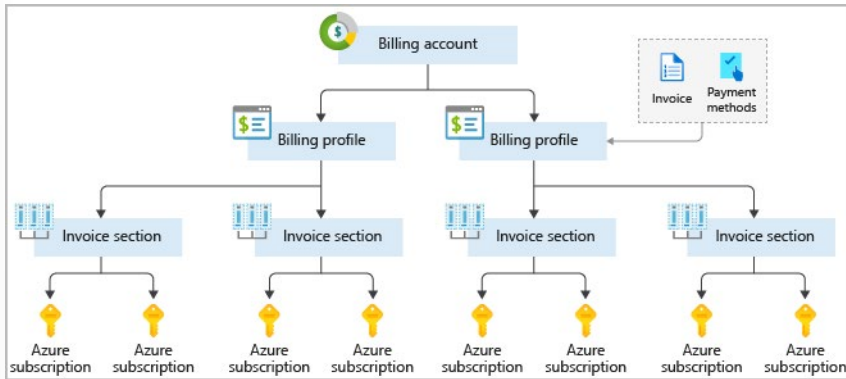 Billing account
Invoice
Payment
methods
Billing profile
Billing profile
Invoice section
Invoice section
Invoice section
Invoice section
Azure
subscription
Azure
subscription
Azure
subscription
Azure
subscription
Azure
subscription
Azure
subscription
Azure
subscription
Azure
subscription